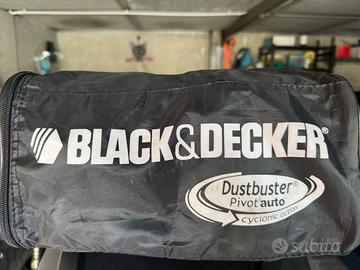 BLACK&DECKER®
Dustbuster®
Pivot auto
cyclonic action
subito